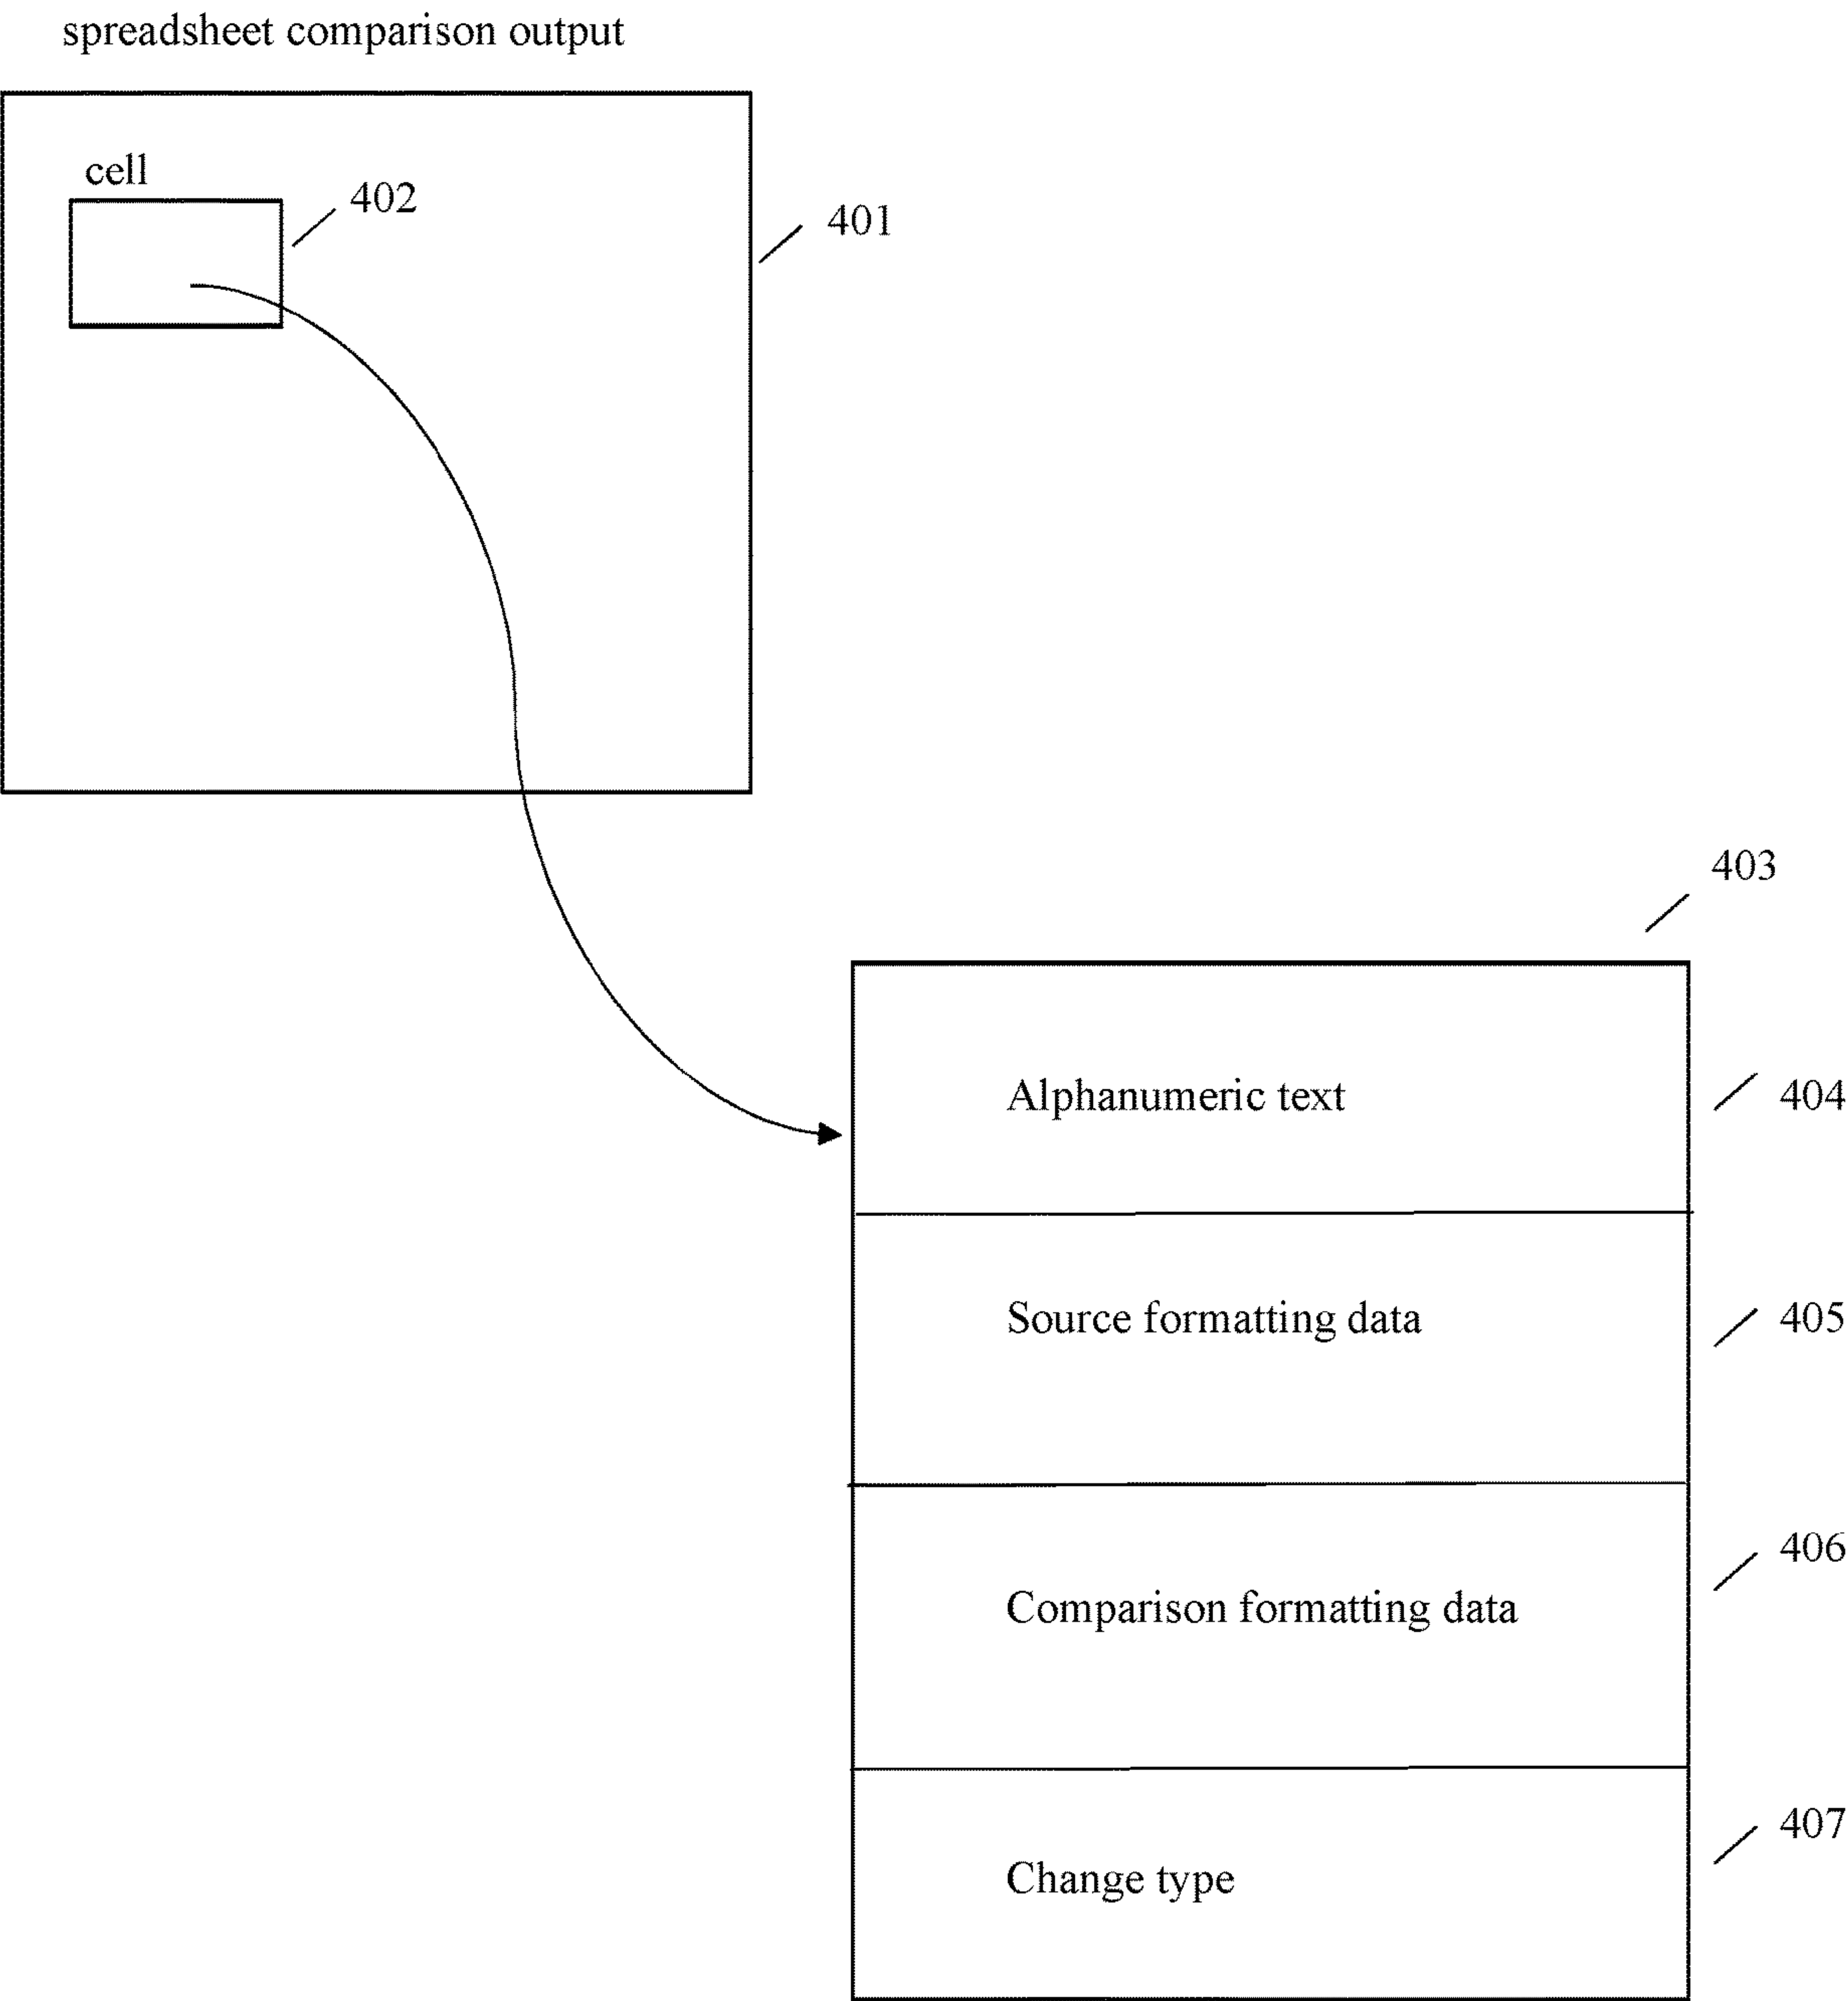 spreadsheet comparison output
cell
402
401
403
Alphanumeric text
404
Source formatting data
405
406
Comparison formatting data
407
Change type